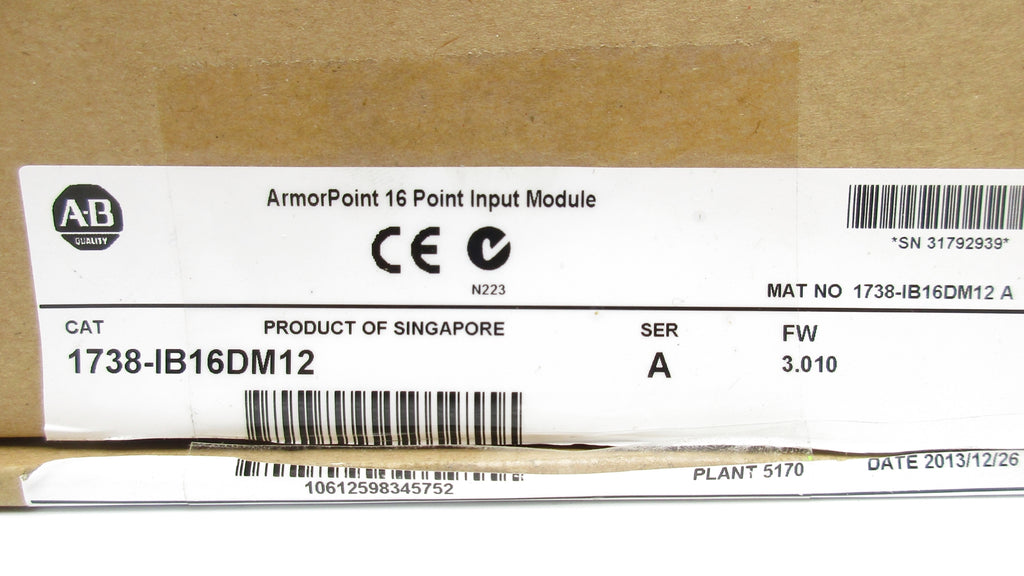 A-B
QUALITY
ArmorPoint 16 Point Input Module
CE
N223
*SN 31792939*
MAT NO 1738-IB16DM12 A
CAT
PRODUCT OF SINGAPORE
SER
FW
1738-IB16DM12
A
3.010
10612598345752
PLANT 5170
DATE 2013/12/26